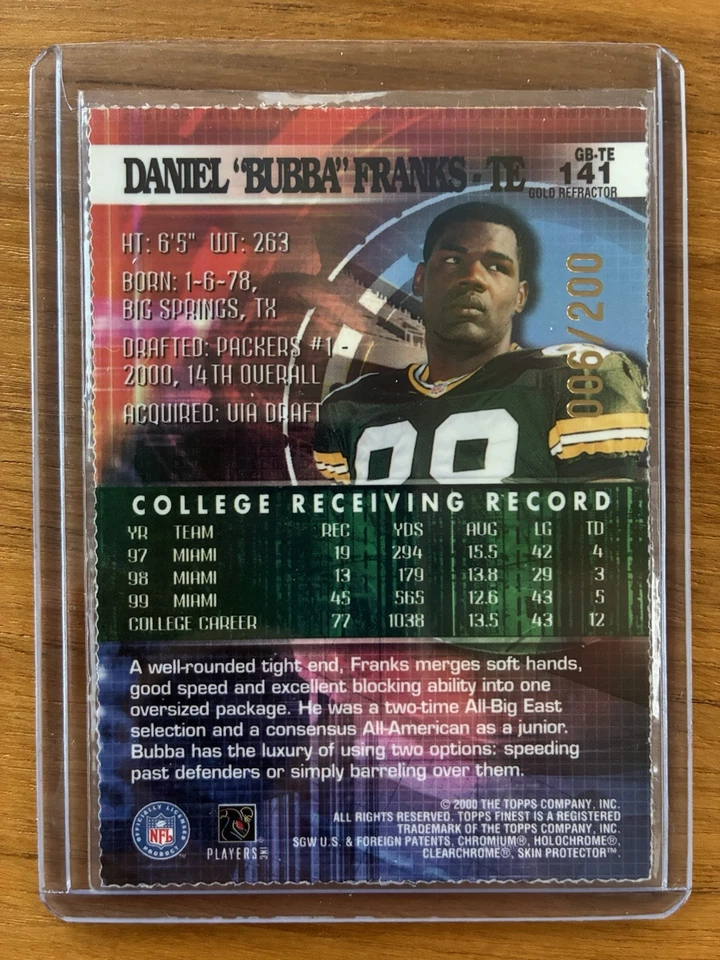 DANIEL "BUBBA" FRANKS - TE
GB-TE
141
GOLD REFRACTOR
HT: 6'5" WT: 263
BORN: 1-6-78,
BIG SPRINGS, TX
DRAFTED: PACKERS #1 -
2000, 14TH OVERALL
ACQUIRED: VIA DRAFT
006/200
88
COLLEGE RECEIVING RECORD
YR TEAM REC YDS AVG LG TD
97 MIAMI 19 294 15.5 42 4
98 MIAMI 13 179 13.8 29 3
99 MIAMI 45 565 12.6 43 5
COLLEGE CAREER 77 1038 13.5 43 12
A well-rounded tight end, Franks merges soft hands,
good speed and excellent blocking ability into one
oversized package. He was a two-time All-Big East
selection and a consensus All-American as a junior.
Bubba has the luxury of using two options: speeding
past defenders or simply barreling over them.
OFFICIALLY LICENSED
NFL
PRODUCT
PLAYERS INC
© 2000 THE TOPPS COMPANY, INC.
ALL RIGHTS RESERVED. TOPPS FINEST IS A REGISTERED
TRADEMARK OF THE TOPPS COMPANY, INC.
SGW U.S. & FOREIGN PATENTS, CHROMIUM®, HOLOCHROME®,
CLEARCHROME®, SKIN PROTECTOR™.